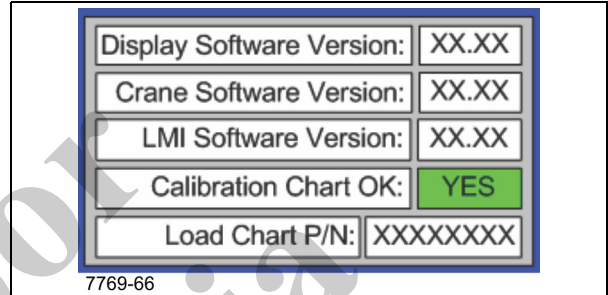 Display Software Version: XX.XX
Crane Software Version: XX.XX
LMI Software Version: XX.XX
Calibration Chart OK: YES
Load Chart P/N: XXXXXXXX
7769-66